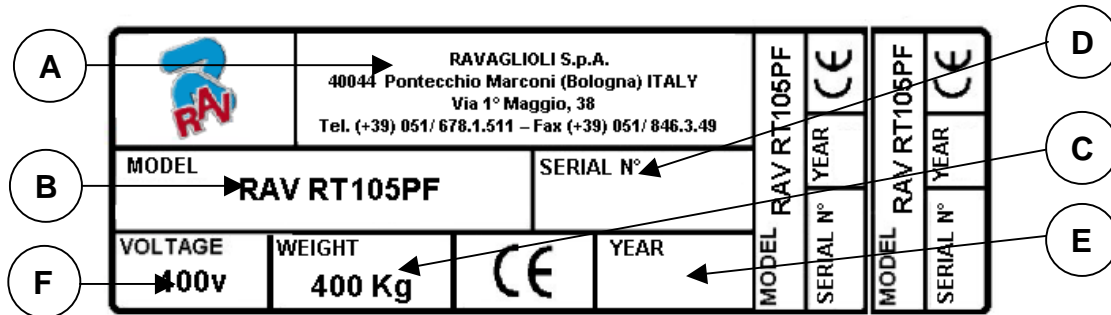 A
RAV
RAVAGLIOLI S.p.A.
40044 Pontecchio Marconi (Bologna) ITALY
Via 1° Maggio, 38
Tel. (+39) 051/ 678.1.511 – Fax (+39) 051/ 846.3.49
D
C
B
MODEL
RAV RT105PF
SERIAL N°
F
VOLTAGE
400v
WEIGHT
400 Kg
CE
YEAR
E
MODEL RAV RT105PF
SERIAL N° YEAR CE
MODEL RAV RT105PF
SERIAL N° YEAR CE